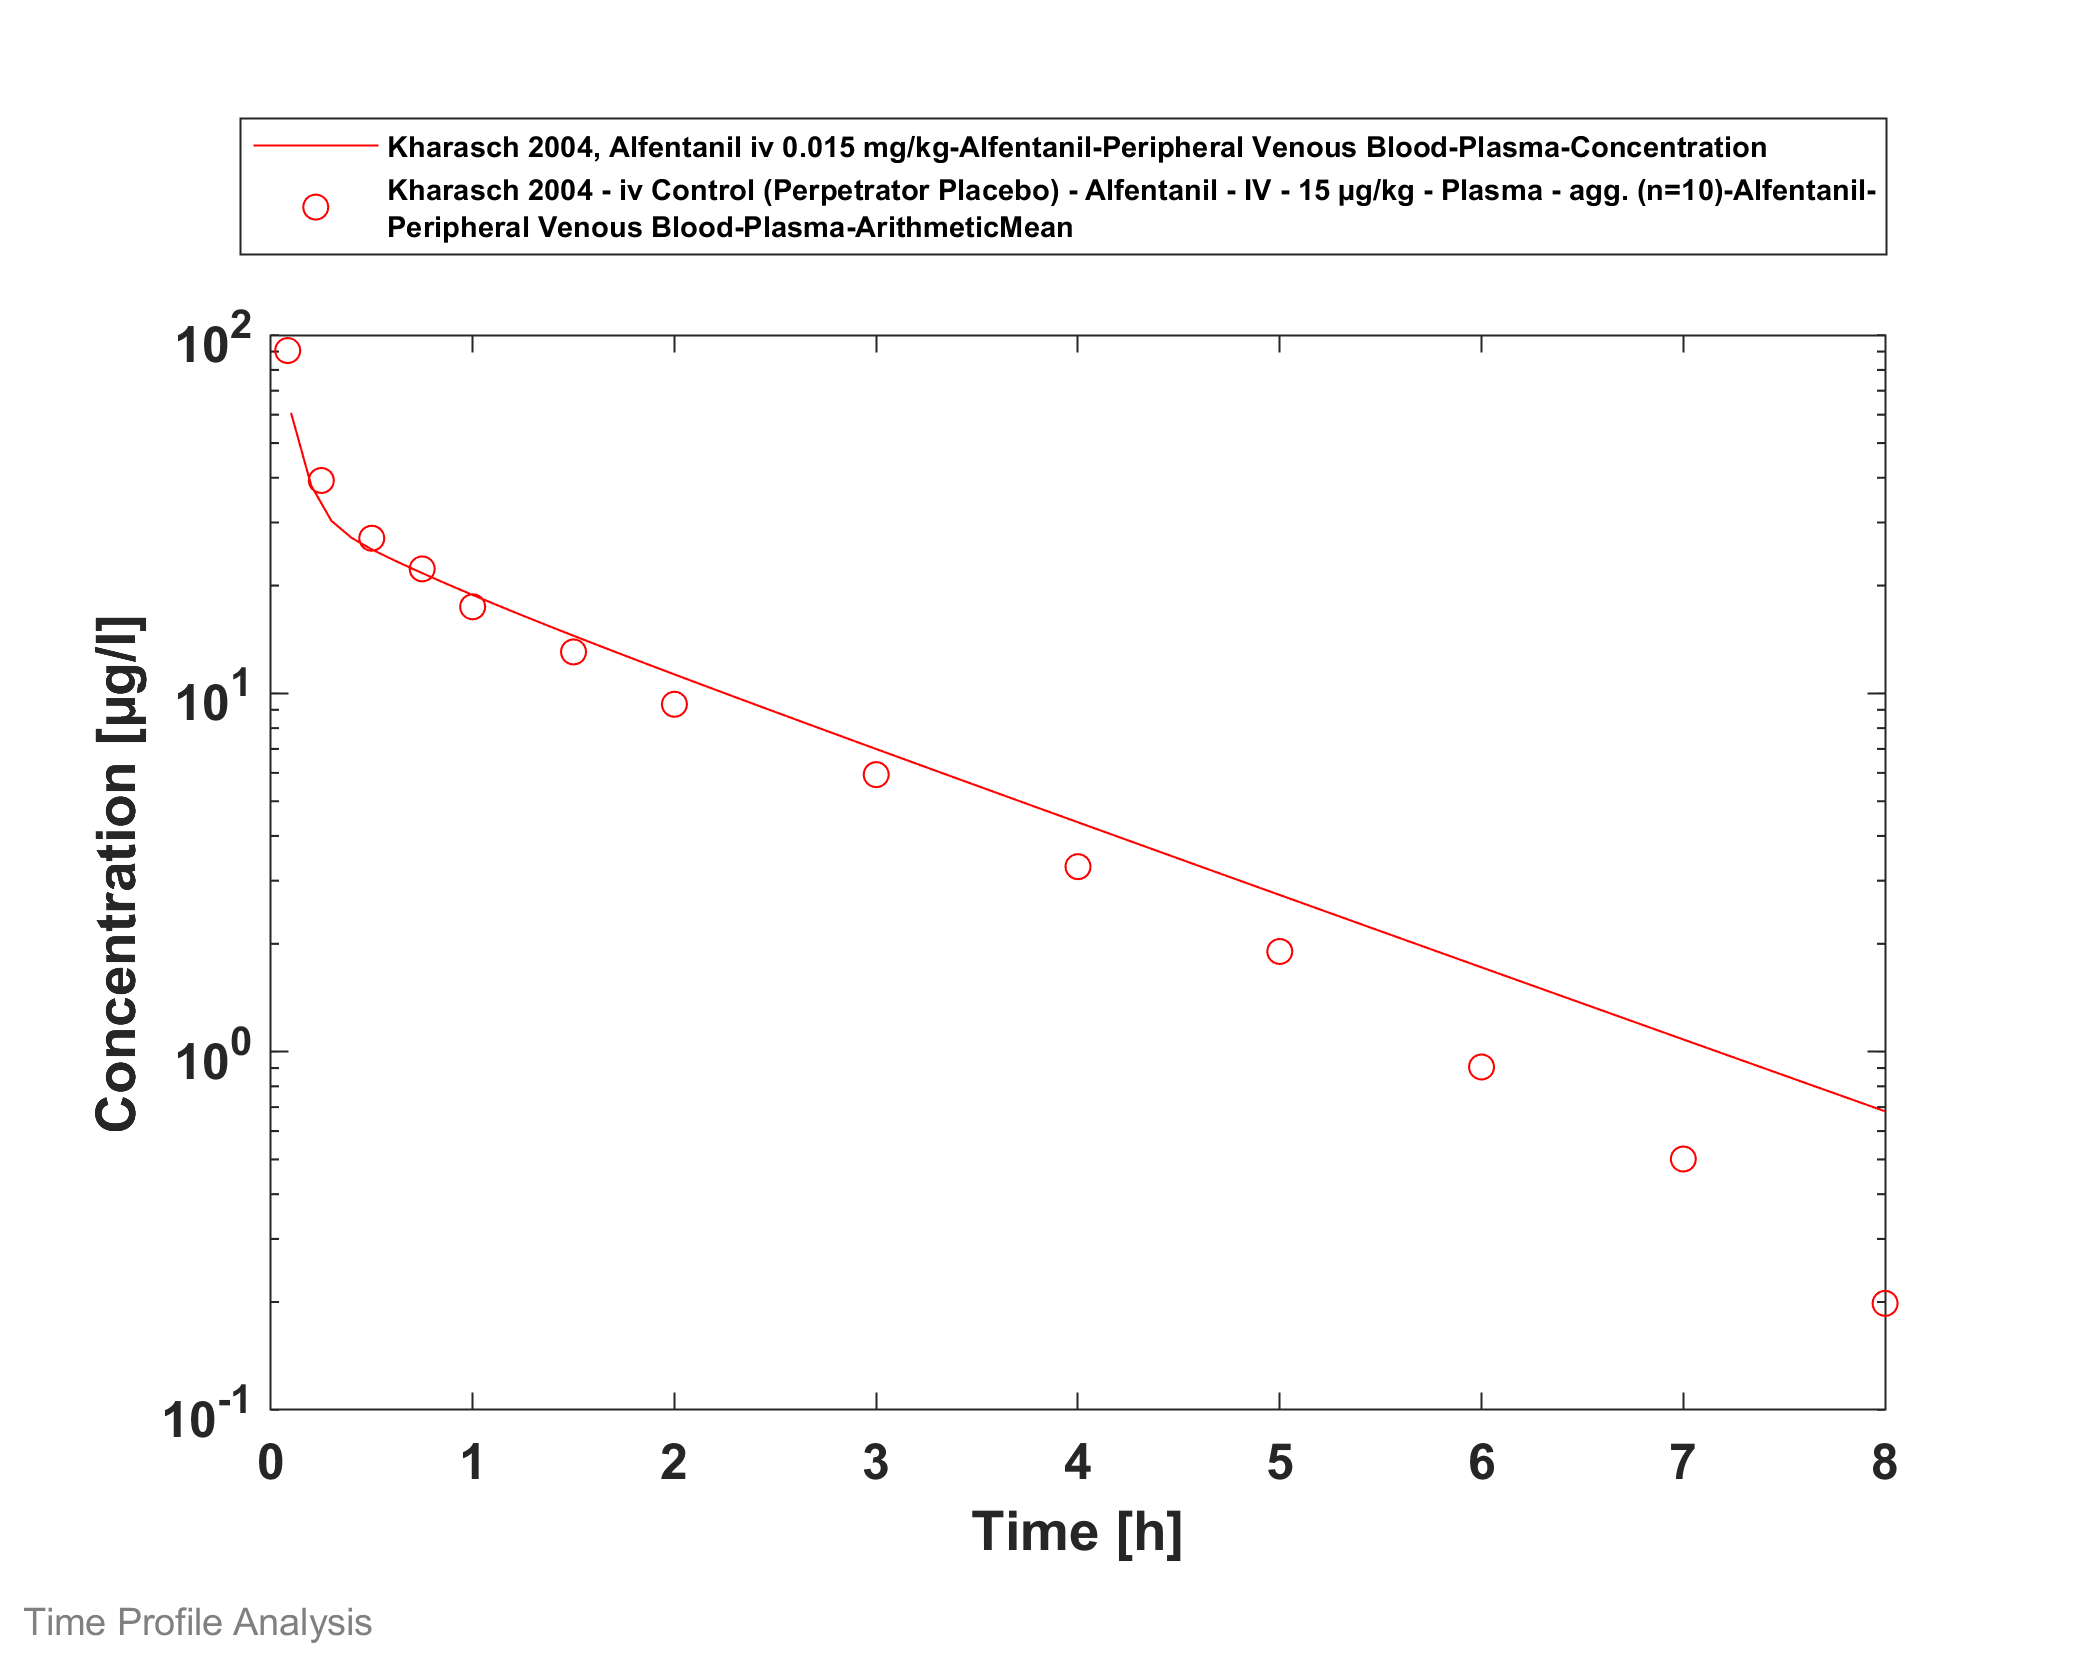 Kharasch 2004, Alfentanil iv 0.015 mg/kg-Alfentanil-Peripheral Venous Blood-Plasma-Concentration
Kharasch 2004 - iv Control (Perpetrator Placebo) - Alfentanil - IV - 15 µg/kg - Plasma - agg. (n=10)-Alfentanil-
Peripheral Venous Blood-Plasma-ArithmeticMean
10^2
10^1
10^0
10^-1
Concentration [µg/l]
0 1 2 3 4 5 6 7 8
Time [h]
Time Profile Analysis